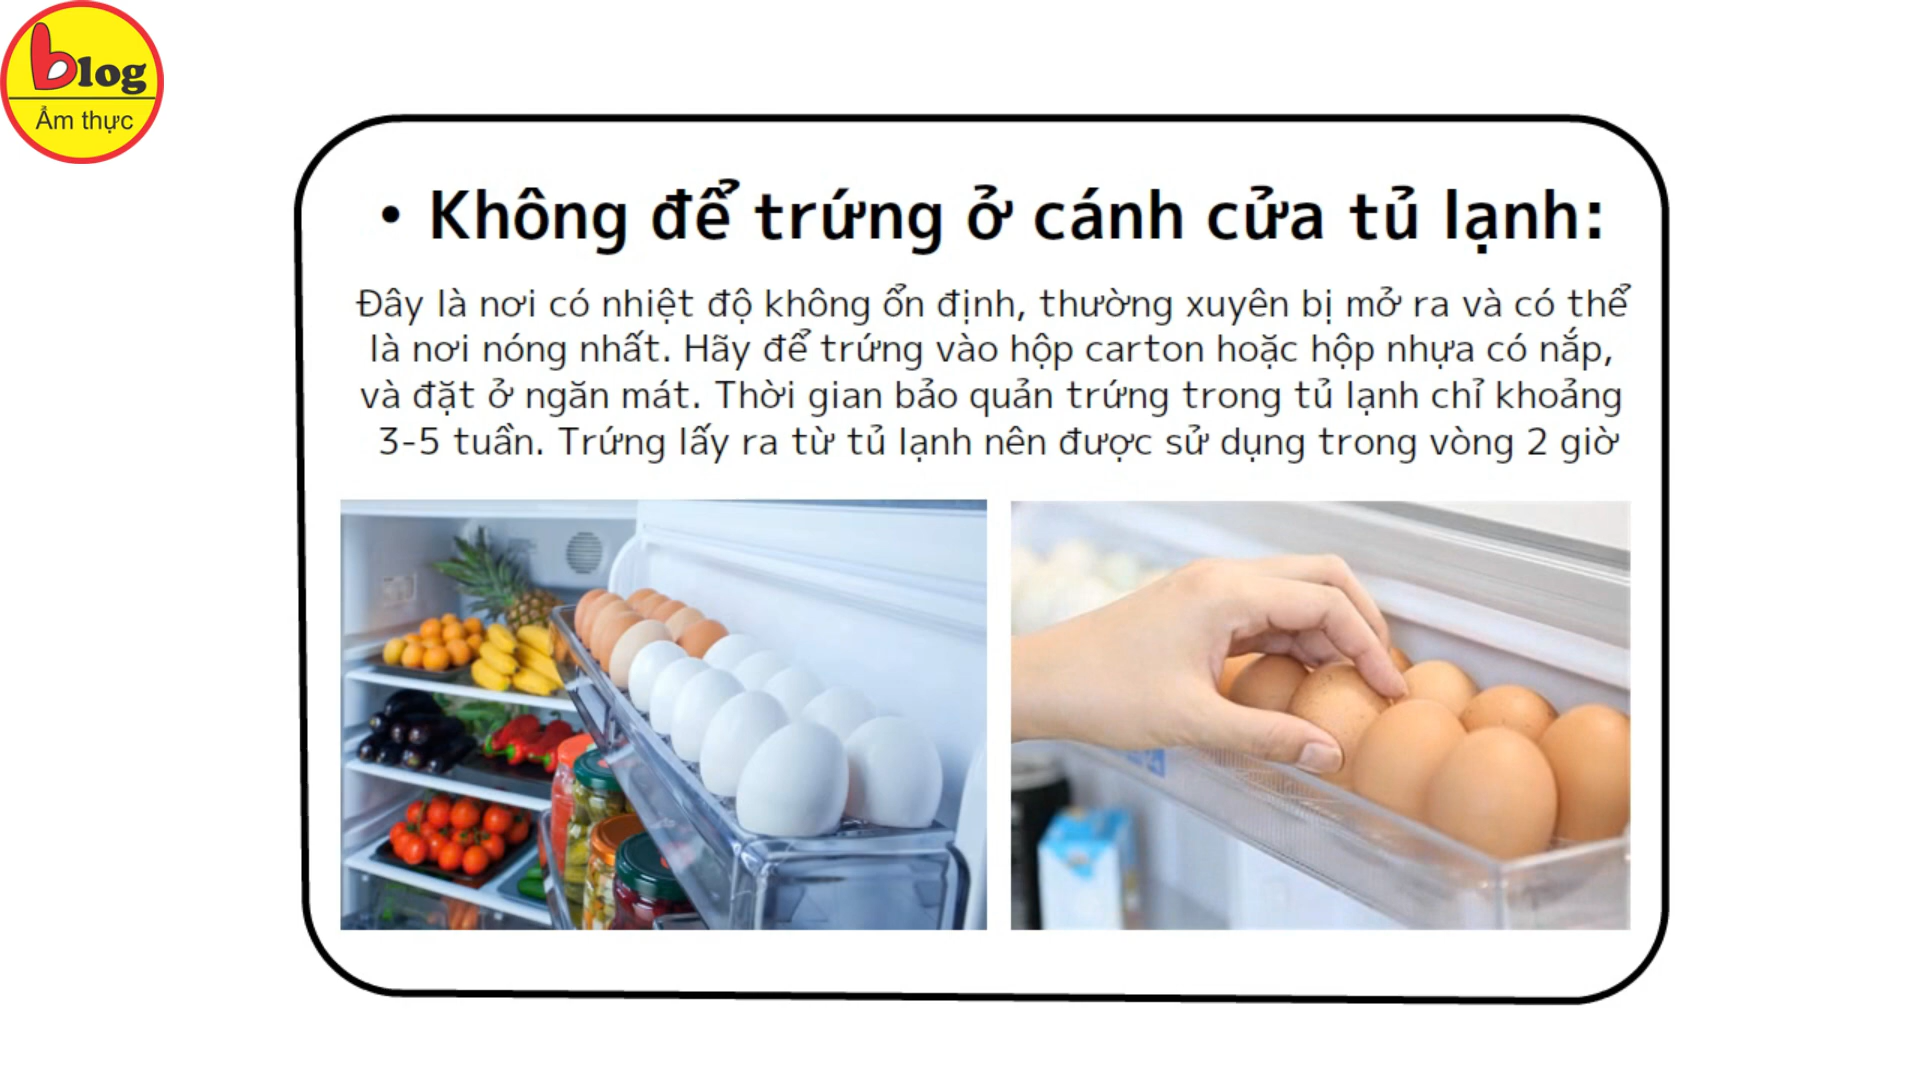 blog
Ẩm thực
• Không để trứng ở cánh cửa tủ lạnh:
Đây là nơi có nhiệt độ không ổn định, thường xuyên bị mở ra và có thể
là nơi nóng nhất. Hãy để trứng vào hộp carton hoặc hộp nhựa có nắp,
và đặt ở ngăn mát. Thời gian bảo quản trứng trong tủ lạnh chỉ khoảng
3-5 tuần. Trứng lấy ra từ tủ lạnh nên được sử dụng trong vòng 2 giờ